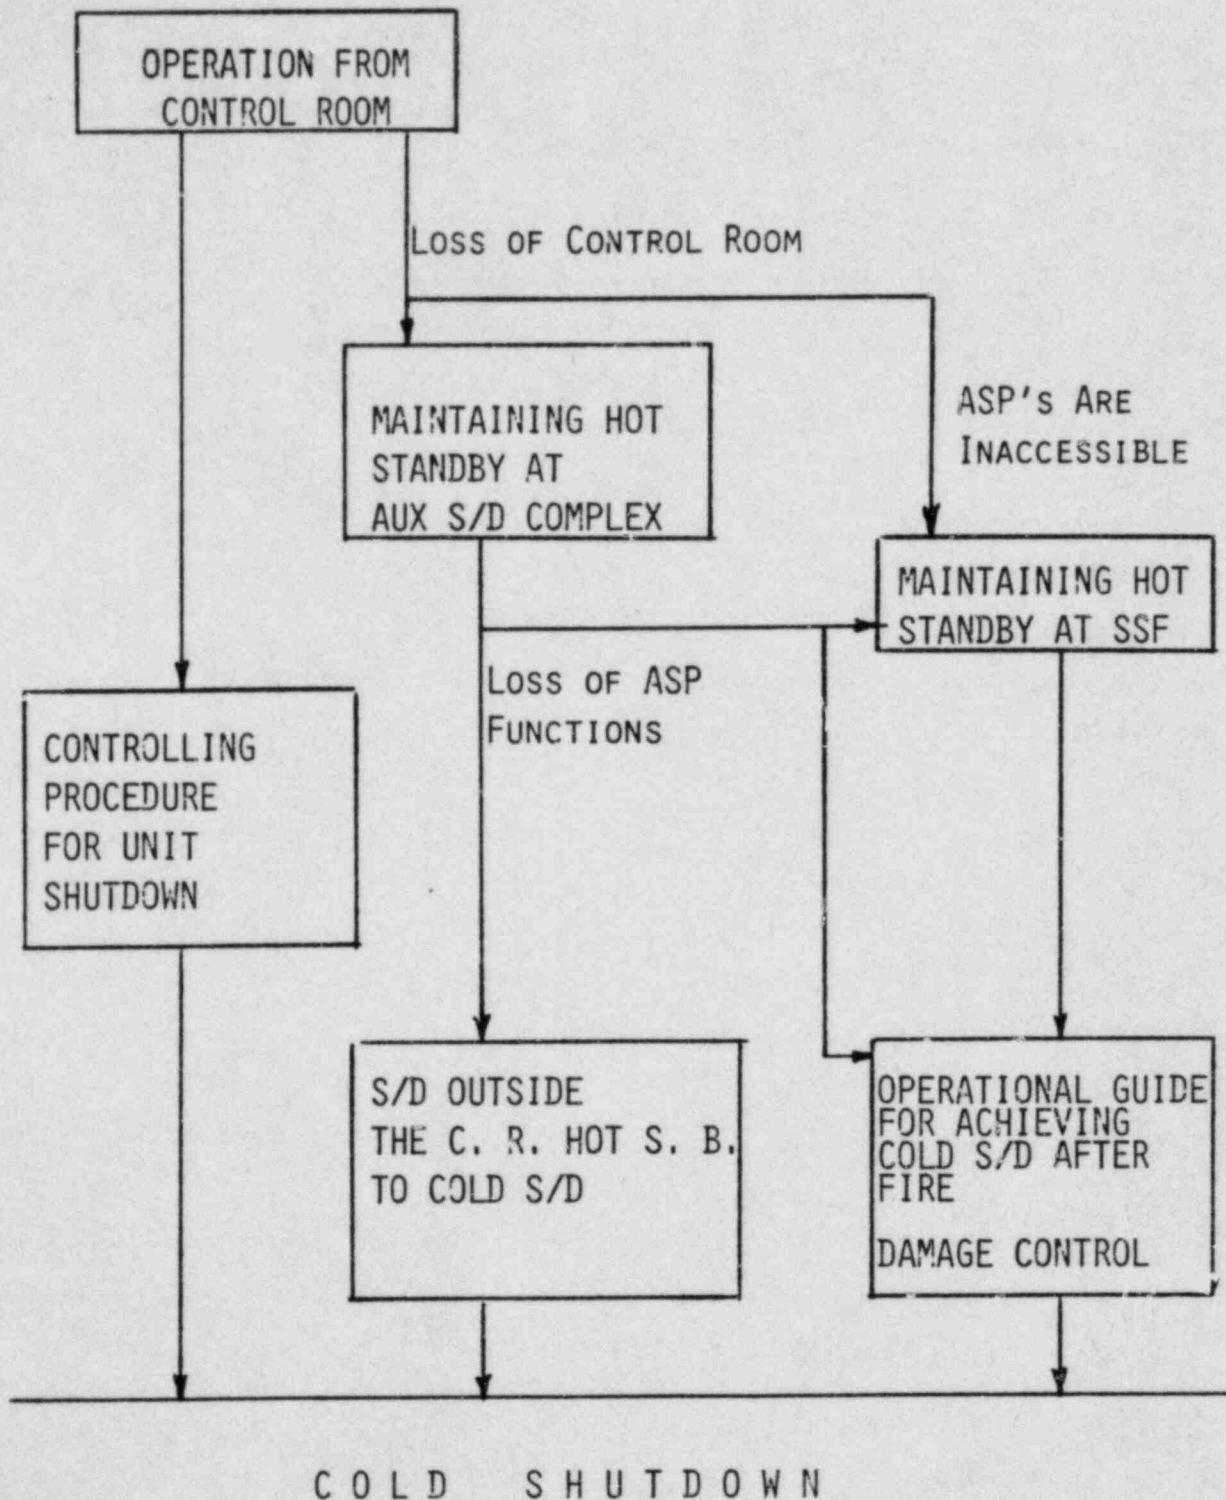 OPERATION FROM
CONTROL ROOM
LOSS OF CONTROL ROOM
MAINTAINING HOT
STANDBY AT
AUX S/D COMPLEX
ASP'S ARE
INACCESSIBLE
MAINTAINING HOT
STANDBY AT SSF
LOSS OF ASP
FUNCTIONS
CONTROLLING
PROCEDURE
FOR UNIT
SHUTDOWN
S/D OUTSIDE
THE C. R. HOT S. B.
TO COLD S/D
OPERATIONAL GUIDE
FOR ACHIEVING
COLD S/D AFTER
FIRE
DAMAGE CONTROL
COLD SHUTDOWN